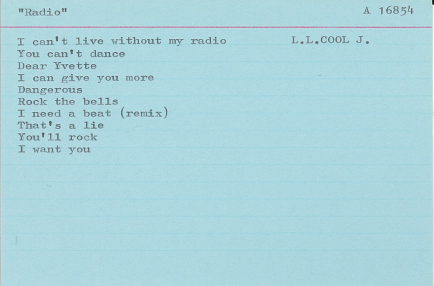 "Radio" A 16854
I can't live without my radio L.L.COOL J.
You can't dance
Dear Yvette
I can give you more
Dangerous
Rock the bells
I need a beat (remix)
That's a lie
You'll rock
I want you